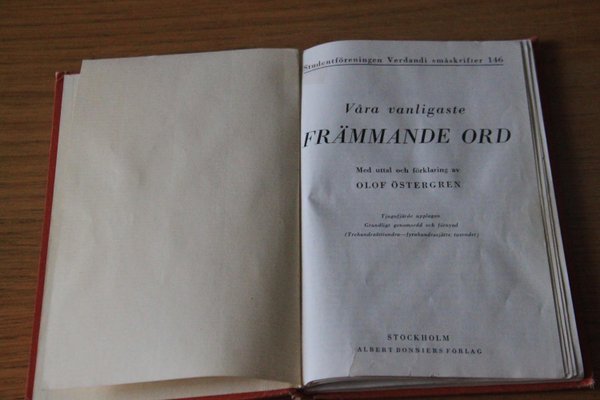 Studentföreningen Verdandi småskrifter 146
Våra vanligaste
FRÄMMANDE ORD
Med uttal och förklaring av
OLOF ÖSTERGREN
Tjugufjärde upplagan
Grundligt genomsedd och förnyad
STOCKHOLM
ALBERT BONNIERS FÖRLAG